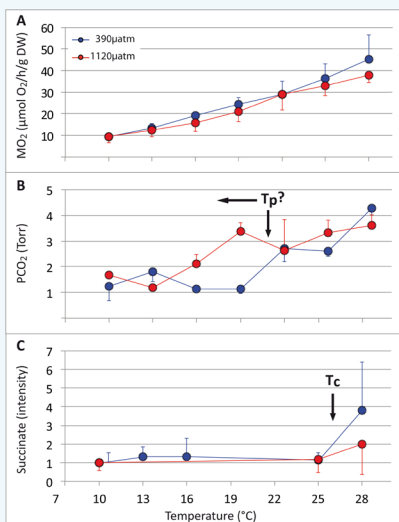 A
390µatm
1120µatm
60
50
40
30
20
10
MO₂ (µmol O₂/h/g DW)
B
Tp?
5
4
3
2
1
PCO₂ (Torr)
C
Tc
7
6
5
4
3
2
1
0
Succinate (intensity)
7
10
13
16
19
22
25
28
Temperature (°C)